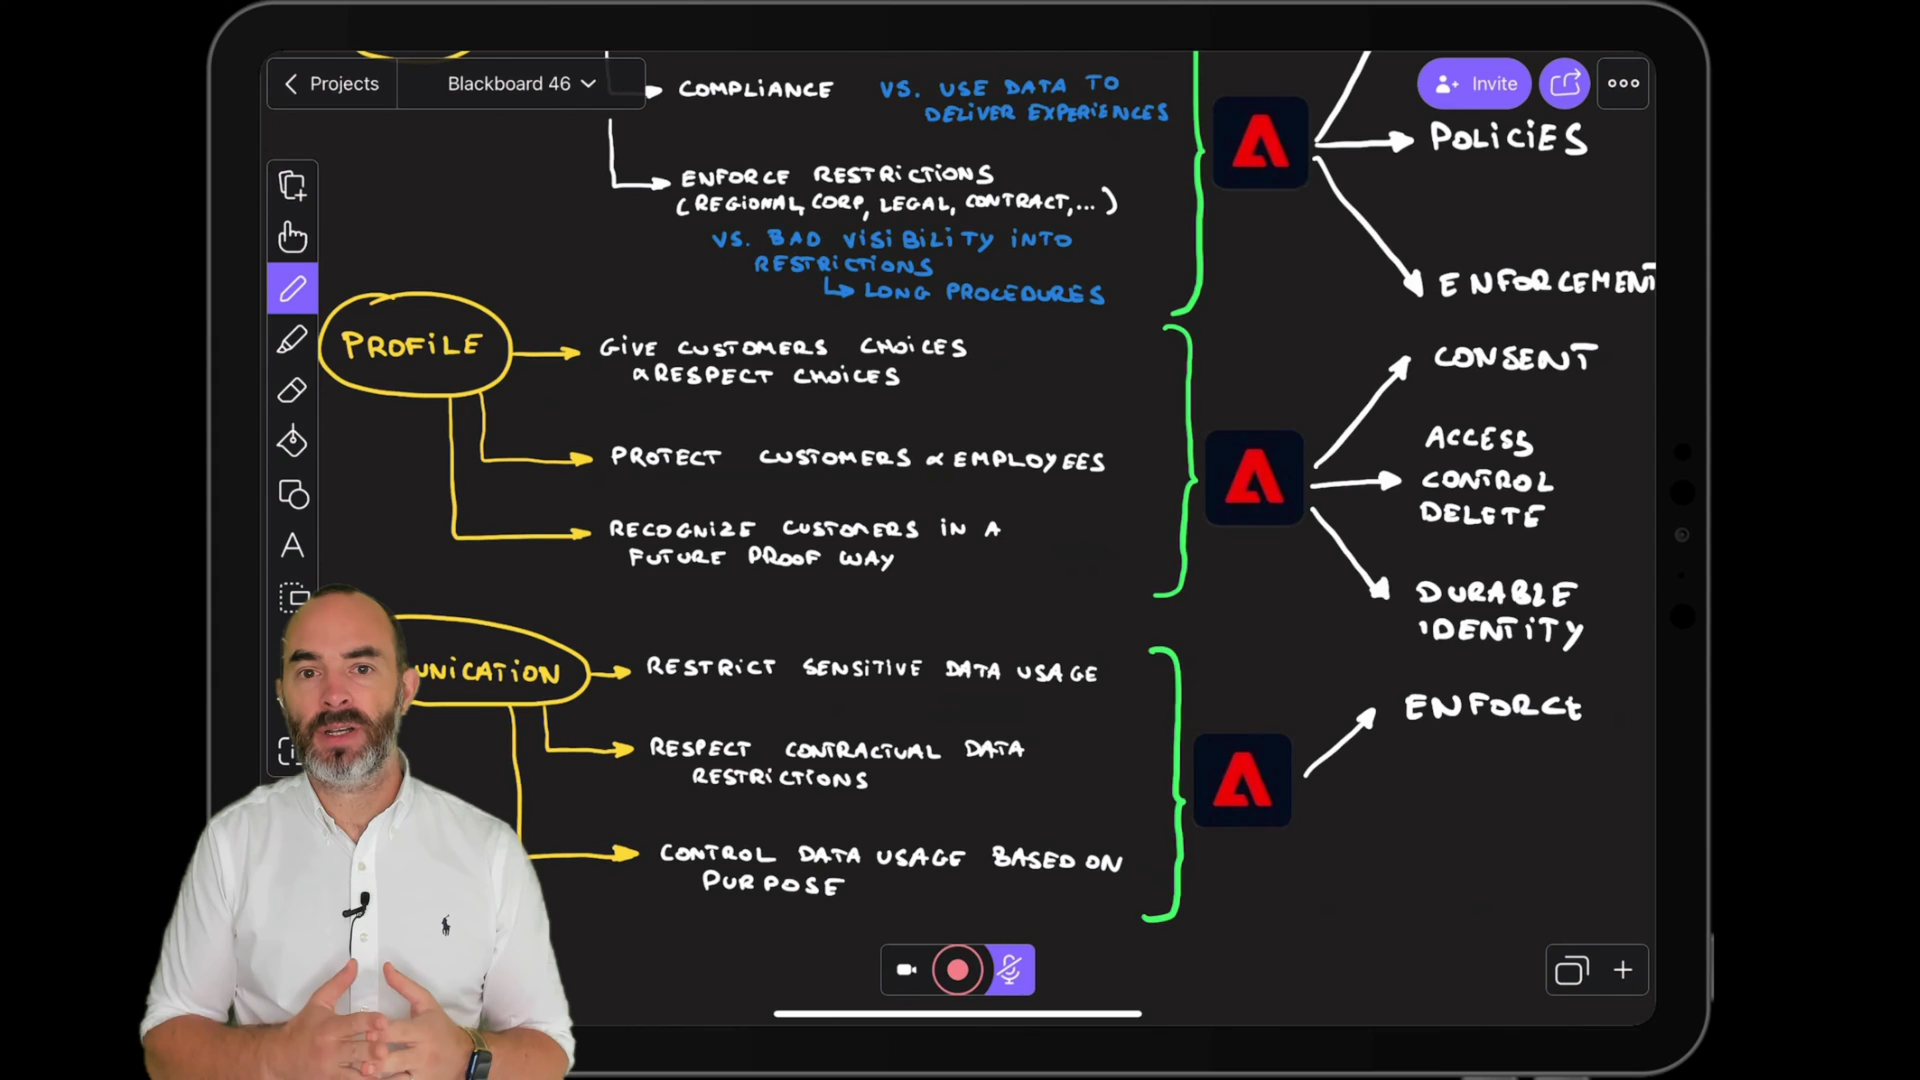 Projects
Blackboard 46
Invite
COMPLIANCE VS. USE DATA TO
DELIVER EXPERIENCES
POLICIES
ENFORCE RESTRICTIONS
(REGIONAL, CORP, LEGAL, CONTRACT, ... )
VS. BAD VISIBILITY INTO
RESTRICTIONS
↳ LONG PROCEDURES
ENFORCEMENT
PROFILE
GIVE CUSTOMERS CHOICES
& RESPECT CHOICES
CONSENT
PROTECT CUSTOMERS & EMPLOYEES
ACCESS
CONTROL
DELETE
RECOGNIZE CUSTOMERS IN A
FUTURE PROOF WAY
DURABLE
IDENTITY
UNICATION
RESTRICT SENSITIVE DATA USAGE
ENFORCE
RESPECT CONTRACTUAL DATA
RESTRICTIONS
CONTROL DATA USAGE BASED ON
PURPOSE